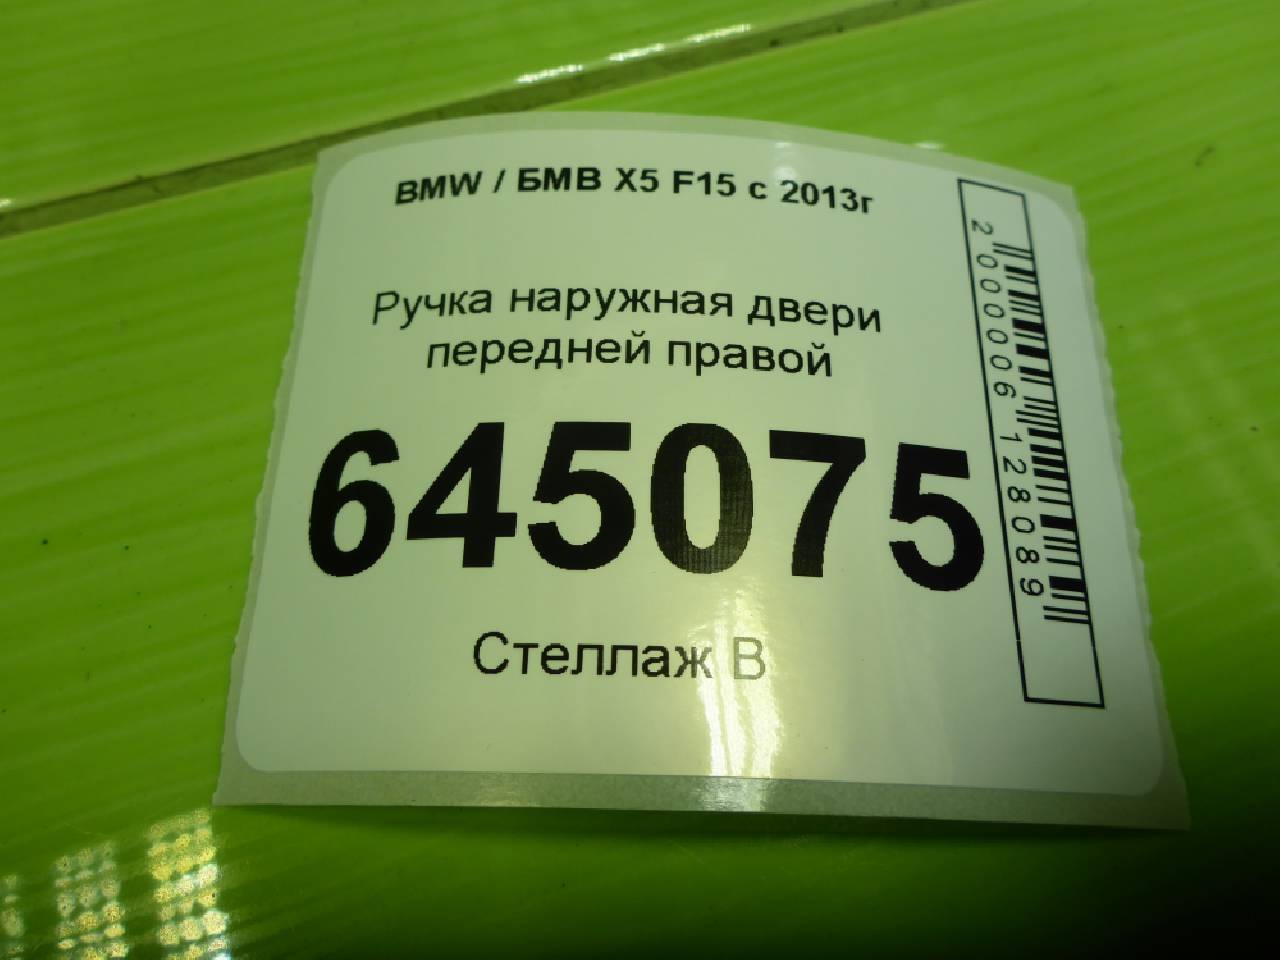 BMW / БМВ X5 F15 с 2013г
Ручка наружная двери
передней правой
645075
Стеллаж В
2000006128089